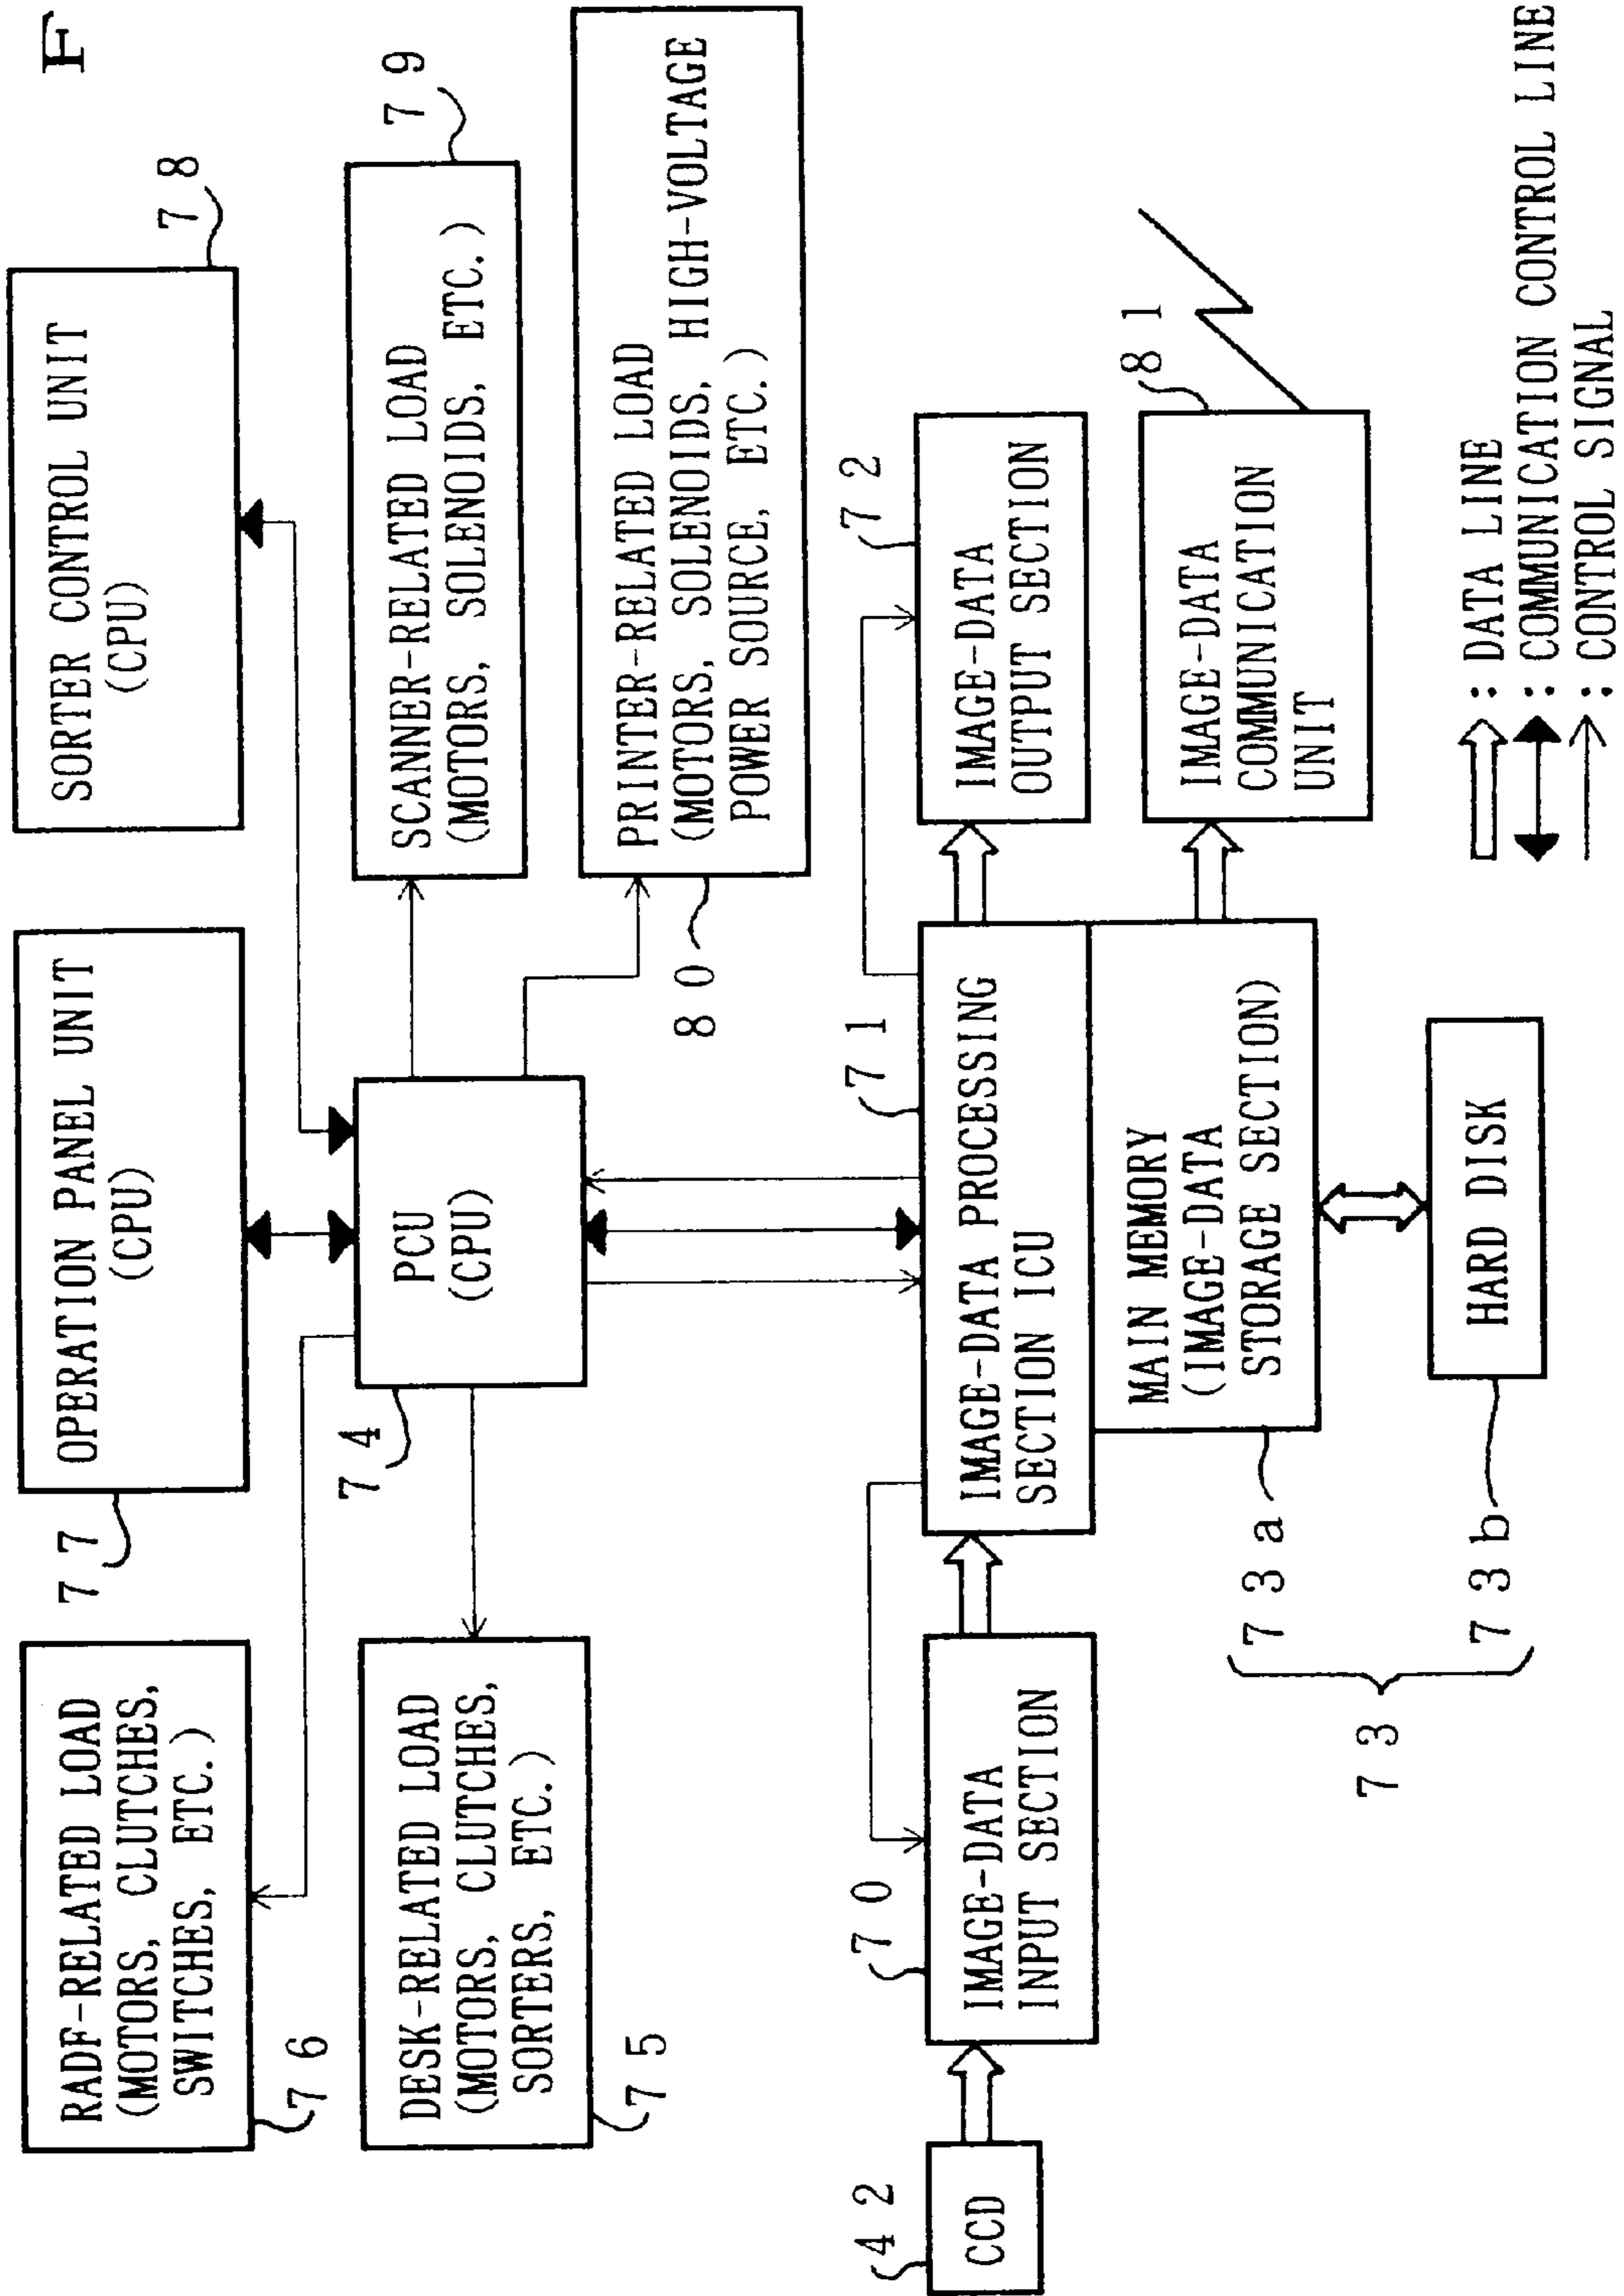 F
RADF-RELATED LOAD
(MOTORS, CLUTCHES,
SWITCHES, ETC.)
76
77
OPERATION PANEL UNIT
(CPU)
SORTER CONTROL UNIT
(CPU)
78
DESK-RELATED LOAD
(MOTORS, CLUTCHES,
SORTERS, ETC.)
75
74
PCU
(CPU)
SCANNER-RELATED LOAD
(MOTORS, SOLENOIDS, ETC.)
79
PRINTER-RELATED LOAD
(MOTORS, SOLENOIDS, HIGH-VOLTAGE
POWER SOURCE, ETC.)
80
42
CCD
70
IMAGE-DATA
INPUT SECTION
71
IMAGE-DATA PROCESSING
SECTION ICU
72
IMAGE-DATA
OUTPUT SECTION
MAIN MEMORY
(IMAGE-DATA
STORAGE SECTION)
73a
81
IMAGE-DATA
COMMUNICATION
UNIT
73
73b
HARD DISK
: DATA LINE
: COMMUNICATION CONTROL LINE
: CONTROL SIGNAL